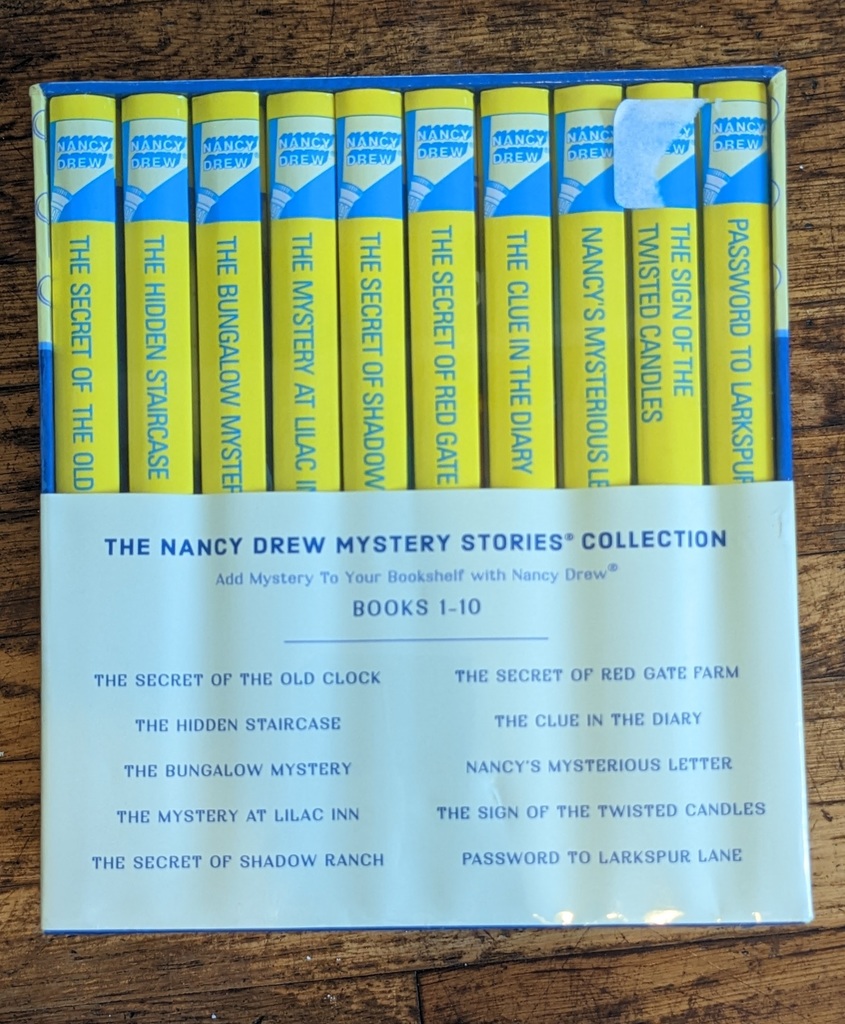 NANCY DREW
THE SECRET OF THE OLD
NANCY DREW
THE HIDDEN STAIRCASE
NANCY DREW
THE BUNGALOW MYSTER
NANCY DREW
THE MYSTERY AT LILAC I
NANCY DREW
THE SECRET OF SHADOW
NANCY DREW
THE SECRET OF RED GATE
NANCY DREW
THE CLUE IN THE DIARY
NANCY DREW
NANCY'S MYSTERIOUS LE
THE SIGN OF THE
TWISTED CANDLES
NANCY DREW
PASSWORD TO LARKSPUR
THE NANCY DREW MYSTERY STORIES® COLLECTION
Add Mystery To Your Bookshelf with Nancy Drew®
BOOKS 1-10
THE SECRET OF THE OLD CLOCK
THE HIDDEN STAIRCASE
THE BUNGALOW MYSTERY
THE MYSTERY AT LILAC INN
THE SECRET OF SHADOW RANCH
THE SECRET OF RED GATE FARM
THE CLUE IN THE DIARY
NANCY'S MYSTERIOUS LETTER
THE SIGN OF THE TWISTED CANDLES
PASSWORD TO LARKSPUR LANE